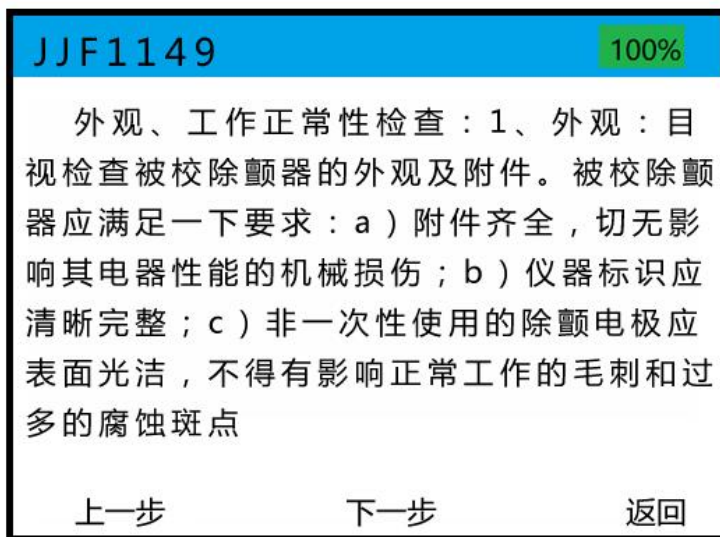 JJF1149
100%
外观、工作正常性检查：1、外观：目
视检查被校除颤器的外观及附件。被校除颤
器应满足一下要求：a）附件齐全，切无影
响其电器性能的机械损伤；b）仪器标识应
清晰完整；c）非一次性使用的除颤电极应
表面光洁，不得有影响正常工作的毛刺和过
多的腐蚀斑点
上一步
下一步
返回